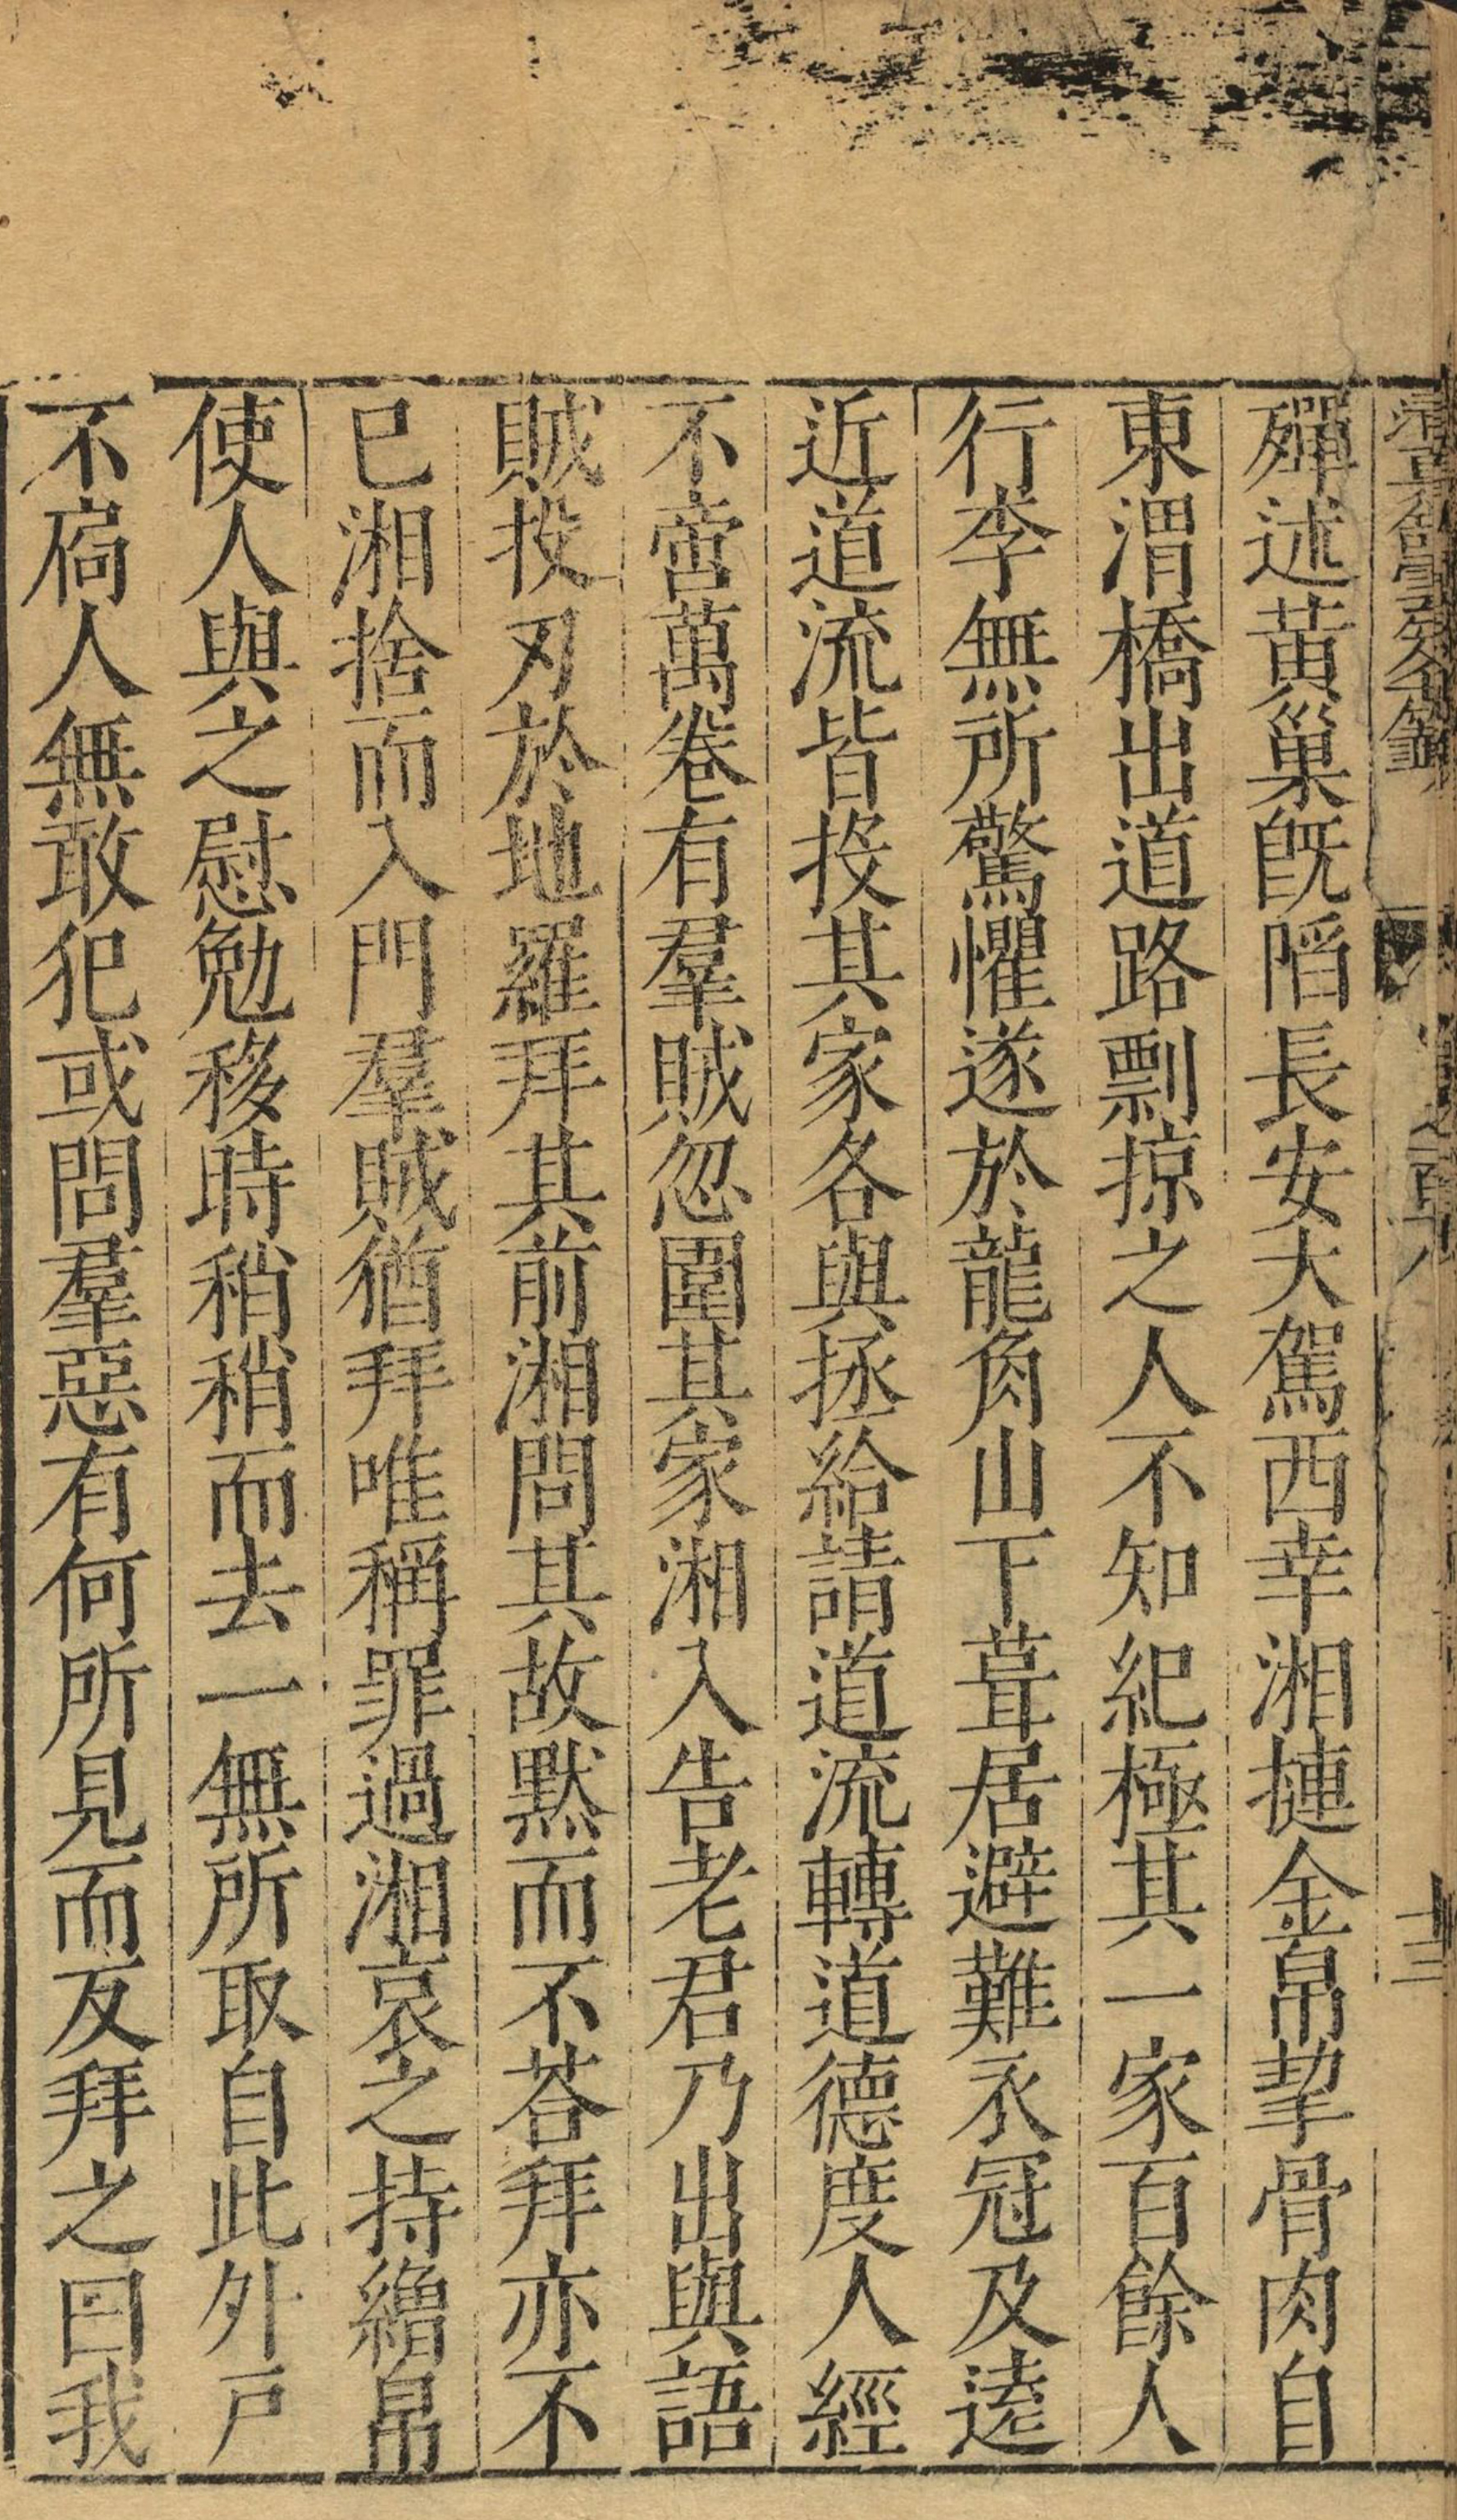 殫述黃巢旣䧟長安大駕西幸湘摙金帛挈骨肉自
東渭橋出道路剽掠之人不知紀極其一家百餘人
行李無所驚懼遂於龍角山下葺居避難衣冠及逺
近道流皆投其家各與拯給請道流轉道德度人經
不啻萬卷有羣賊忽圍其家湘入告老君乃出與語
賊投刃於地羅拜其前湘問其故默而不荅拜亦不
已湘捨而入門羣賊猶拜唯稱罪過湘哀之持繒帛
使人與之慰勉移時稍稍而去一無所取自此外戸
不扃人無敢犯或問羣惡有何所見而反拜之曰我